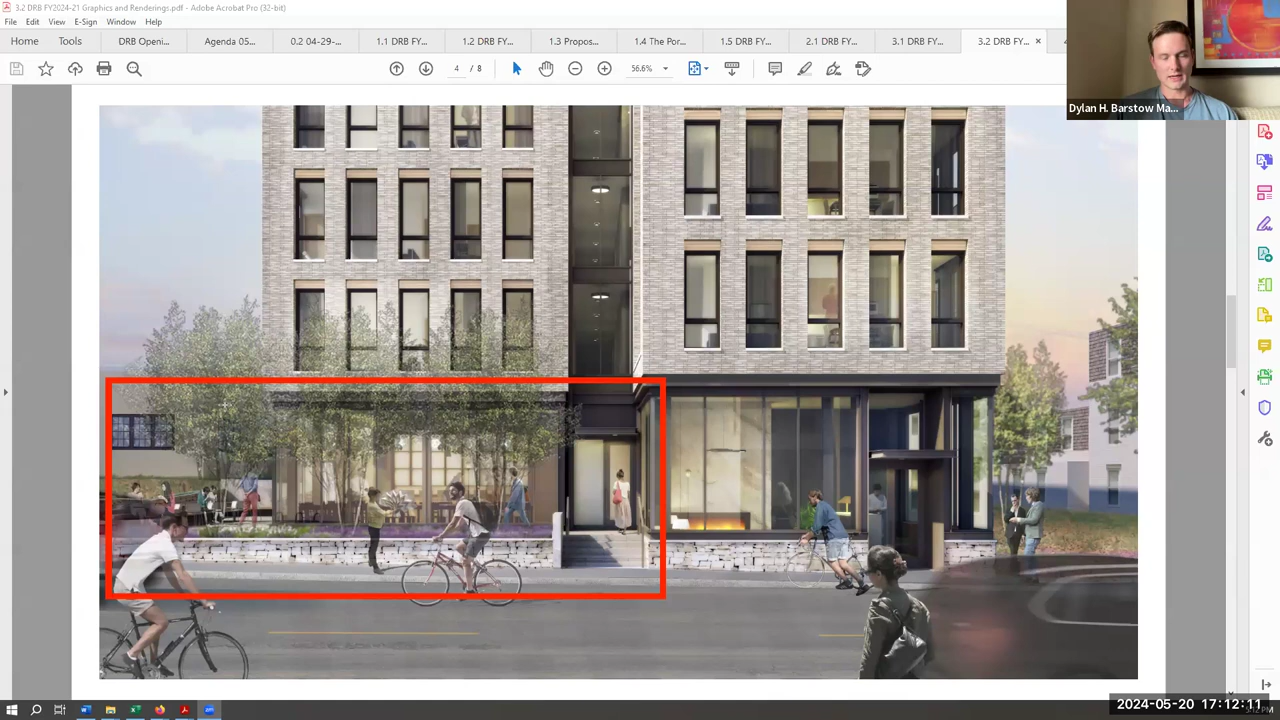 3.2 DRB FY2024-21 Graphics and Renderings.pdf - Adobe Acrobat Pro (32-bit)
File Edit View E-Sign Window Help
Home Tools DRB Openi... Agenda 05... 0.2 04-29-... 1.1 DRB FY... 1.2 DRB FY... 1.3 Propos... 1.4 The Por... 1.5 DRB FY... 2.1 DRB FY... 3.1 DRB FY... 3.2 DRB FY... ×
4 56.6%
Dylan H. Barstow Ma...
2024-05-20 17:12:11